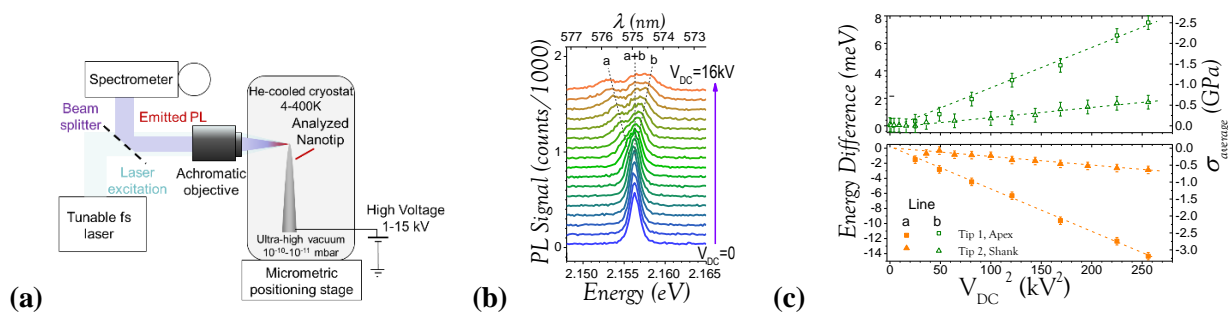 (a)
Spectrometer
Beam
splitter
Emitted PL
Laser
excitation
Achromatic
objective
Tunable fs
laser
He-cooled cryostat
4-400K
Analyzed
Nanotip
High Voltage
1-15 kV
Ultra-high vacuum
10⁻¹⁰-10⁻¹¹ mbar
Micrometric
positioning stage
(b)
λ (nm)
577 576 575 574 573
a a+b b
V_DC=16kV
V_DC=0
PL Signal (counts/1000)
2
1
0
2.150 2.155 2.160 2.165
Energy (eV)
(c)
Energy Difference (meV)
8
6
4
2
0
0
-2
-4
-6
-8
-10
-12
-14
-2.5
-2.0
-1.5
-1.0
-0.5
0.0
0.0
-0.5
-1.0
-1.5
-2.0
-2.5
-3.0
σ_average (GPa)
Line
a b
Tip 1, Apex
Tip 2, Shank
0 50 100 150 200 250
V_DC² (kV²)